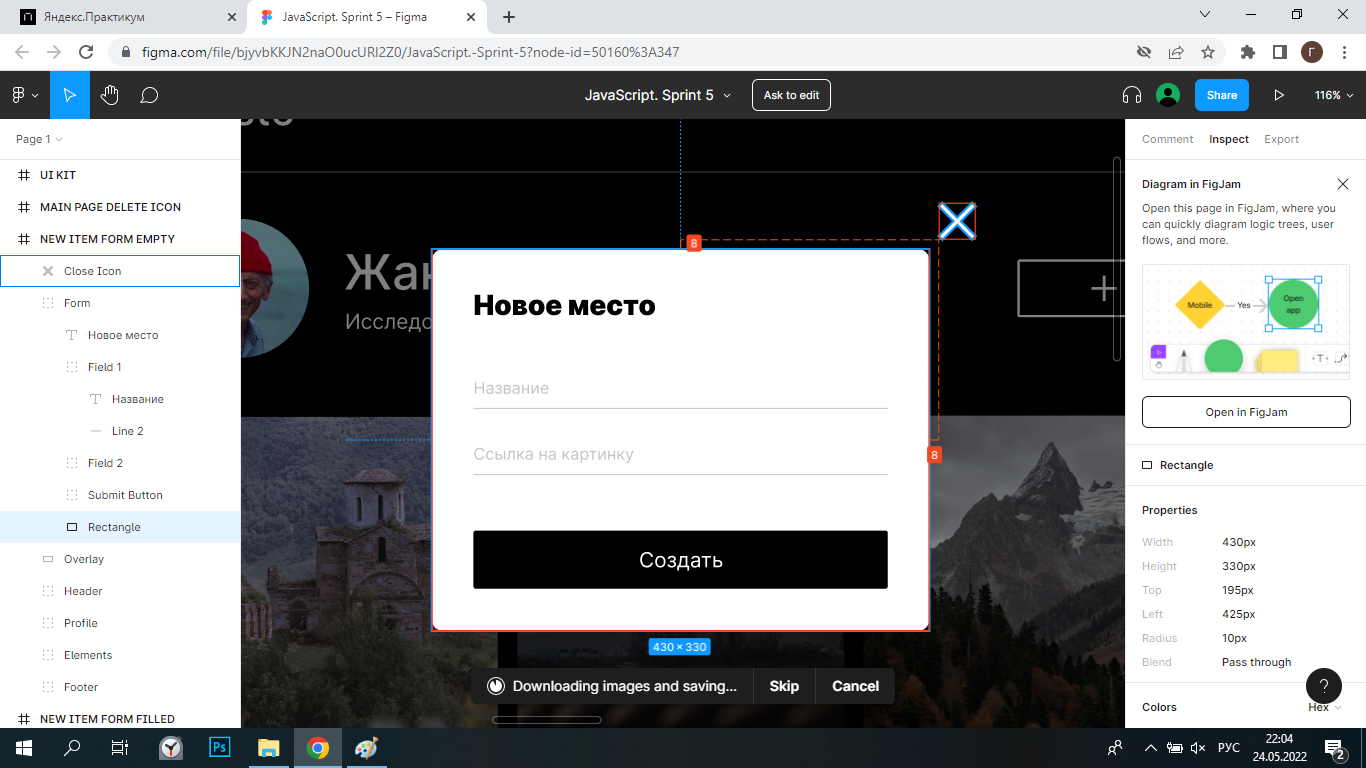 Яндекс.Практикум
JavaScript. Sprint 5 – Figma
figma.com/file/bjyvbKKJN2naO0ucURI2Z0/JavaScript.-Sprint-5?node-id=50160%3A347
Г
JavaScript. Sprint 5
Ask to edit
Share
116%
Page 1
UI KIT
MAIN PAGE DELETE ICON
NEW ITEM FORM EMPTY
Close Icon
Form
Новое место
Field 1
Название
Line 2
Field 2
Submit Button
Rectangle
Overlay
Header
Profile
Elements
Footer
NEW ITEM FORM FILLED
8
Новое место
Название
Ссылка на картинку
8
Создать
430 × 330
Downloading images and saving...
Skip
Cancel
Comment
Inspect
Export
Diagram in FigJam
Open this page in FigJam, where you
can quickly diagram logic trees, user
flows, and more.
Mobile
Yes
Open
app
T
Open in FigJam
Rectangle
Properties
Width 430px
Height 330px
Top 195px
Left 425px
Radius 10px
Blend Pass through
Colors
Hex
?
Ps
РУС
22:04
24.05.2022
2